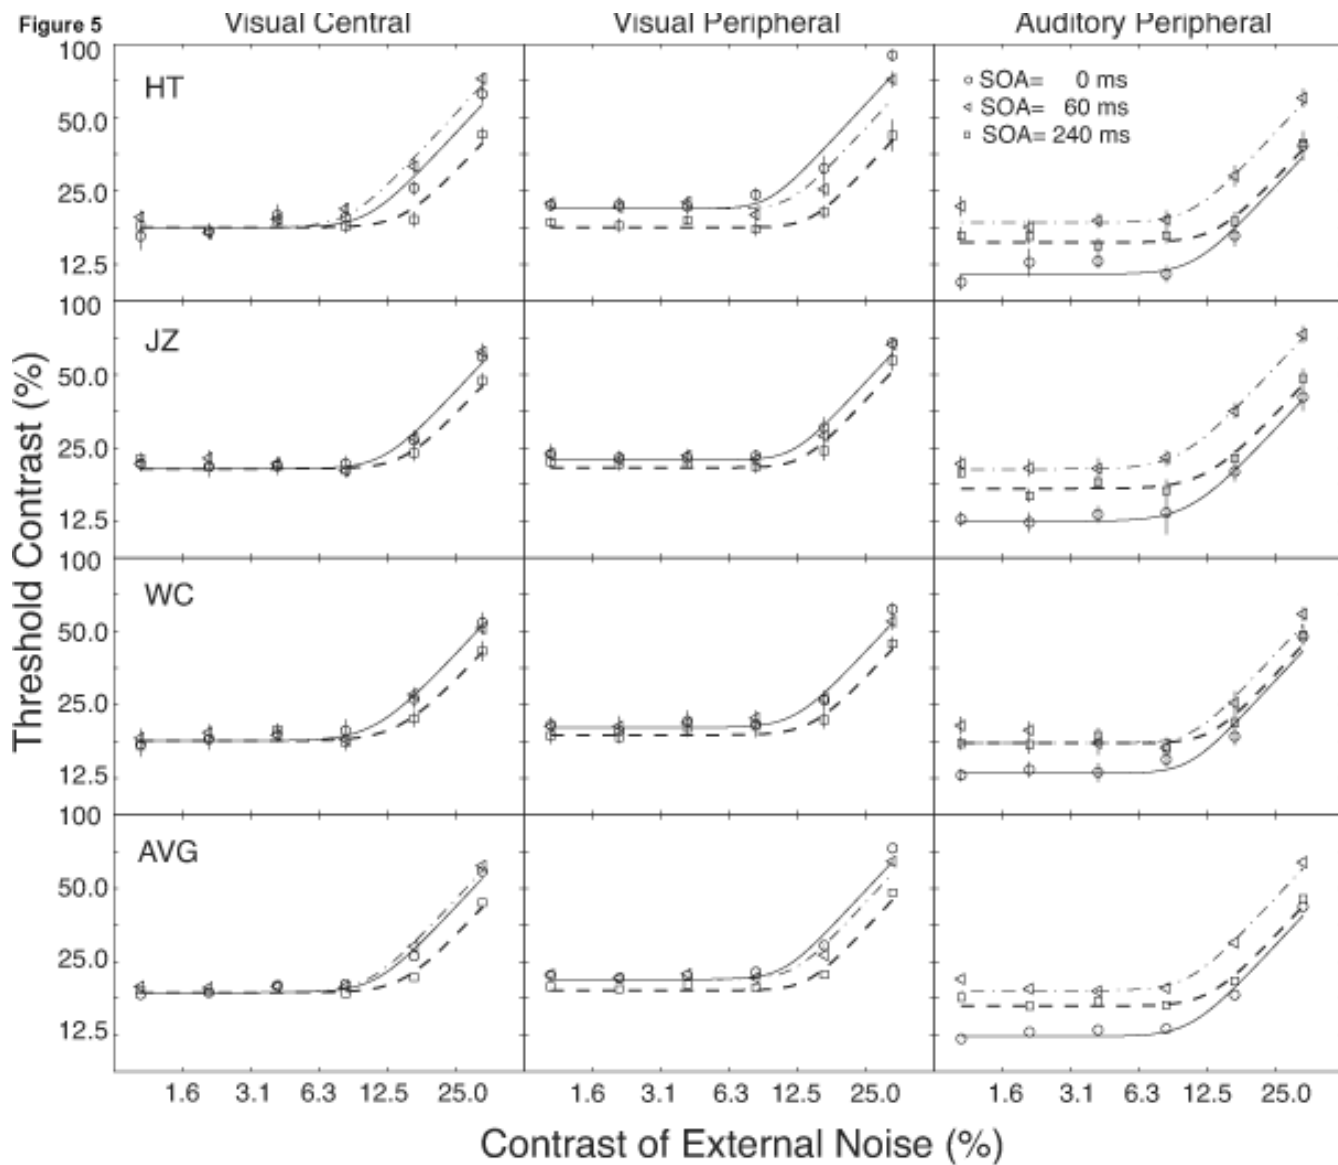 Figure 5
Visual Central
Visual Peripheral
Auditory Peripheral
100
HT
SOA= 0 ms
SOA= 60 ms
SOA= 240 ms
50.0
25.0
12.5
100
JZ
50.0
25.0
12.5
100
WC
50.0
25.0
12.5
100
AVG
50.0
25.0
12.5
Threshold Contrast (%)
1.6 3.1 6.3 12.5 25.0 1.6 3.1 6.3 12.5 25.0 1.6 3.1 6.3 12.5 25.0
Contrast of External Noise (%)